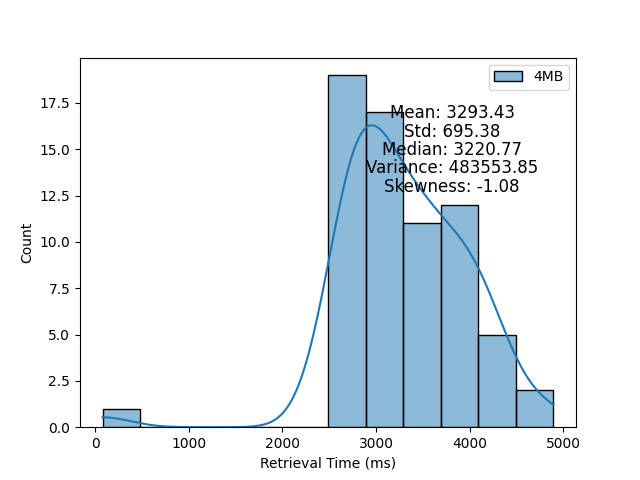 4MB
Mean: 3293.43
Std: 695.38
Median: 3220.77
Variance: 483553.85
Skewness: -1.08
17.5
15.0
12.5
10.0
7.5
5.0
2.5
0.0
Count
0 1000 2000 3000 4000 5000
Retrieval Time (ms)